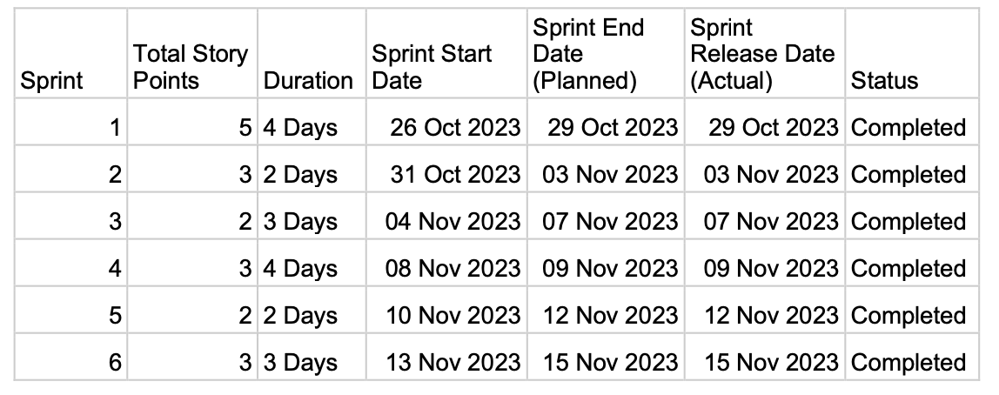 Sprint Total Story Points Duration Sprint Start Date Sprint End Date (Planned) Sprint Release Date (Actual) Status
1 5 4 Days 26 Oct 2023 29 Oct 2023 29 Oct 2023 Completed
2 3 2 Days 31 Oct 2023 03 Nov 2023 03 Nov 2023 Completed
3 2 3 Days 04 Nov 2023 07 Nov 2023 07 Nov 2023 Completed
4 3 4 Days 08 Nov 2023 09 Nov 2023 09 Nov 2023 Completed
5 2 2 Days 10 Nov 2023 12 Nov 2023 12 Nov 2023 Completed
6 3 3 Days 13 Nov 2023 15 Nov 2023 15 Nov 2023 Completed